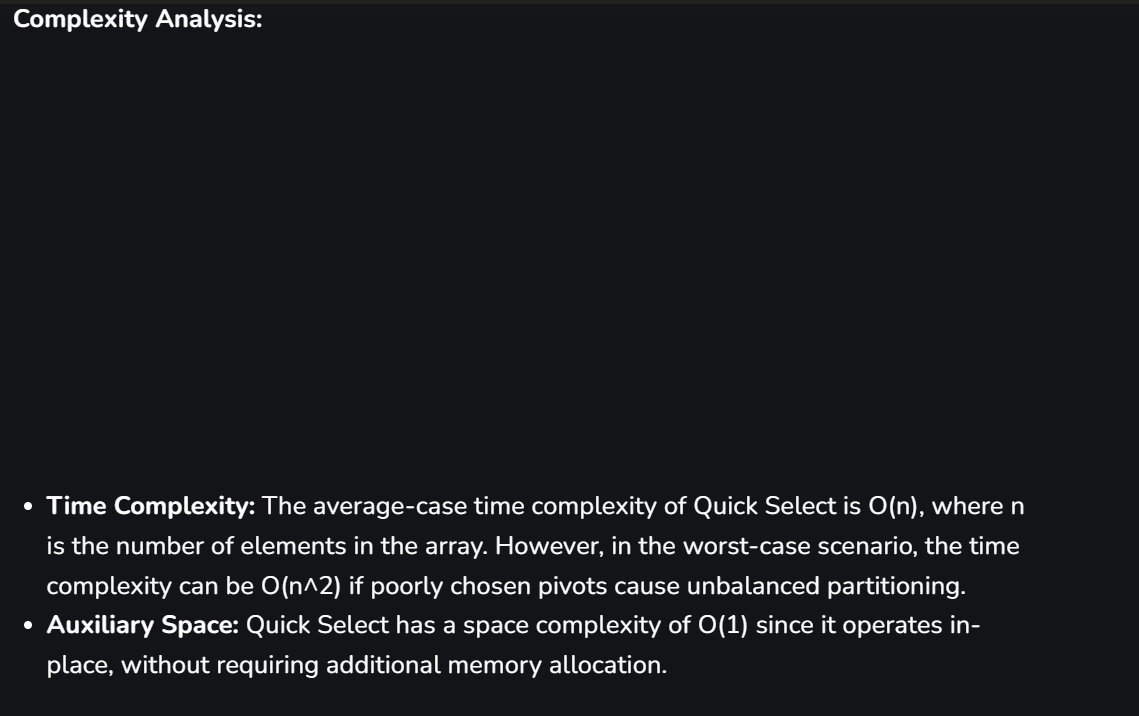 Complexity Analysis:
• Time Complexity: The average-case time complexity of Quick Select is O(n), where n
is the number of elements in the array. However, in the worst-case scenario, the time
complexity can be O(n^2) if poorly chosen pivots cause unbalanced partitioning.
• Auxiliary Space: Quick Select has a space complexity of O(1) since it operates in-
place, without requiring additional memory allocation.